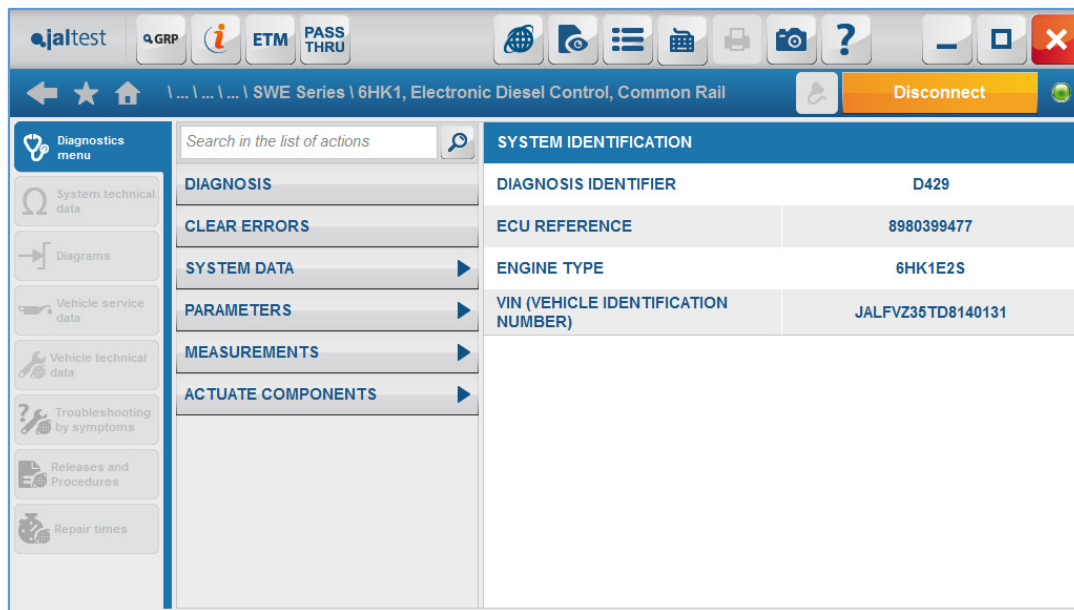 jaltest
GRP
i
ETM
PASS
THRU
?
\ ... \ ... \ ... \ SWE Series \ 6HK1, Electronic Diesel Control, Common Rail
Disconnect
Diagnostics
menu
System technical
data
Diagrams
Vehicle service
data
Vehicle technical
data
Troubleshooting
by symptoms
Releases and
Procedures
Repair times
Search in the list of actions
DIAGNOSIS
CLEAR ERRORS
SYSTEM DATA
PARAMETERS
MEASUREMENTS
ACTUATE COMPONENTS
SYSTEM IDENTIFICATION
DIAGNOSIS IDENTIFIER D429
ECU REFERENCE 8980399477
ENGINE TYPE 6HK1E2S
VIN (VEHICLE IDENTIFICATION
NUMBER) JALFVZ35TD8140131